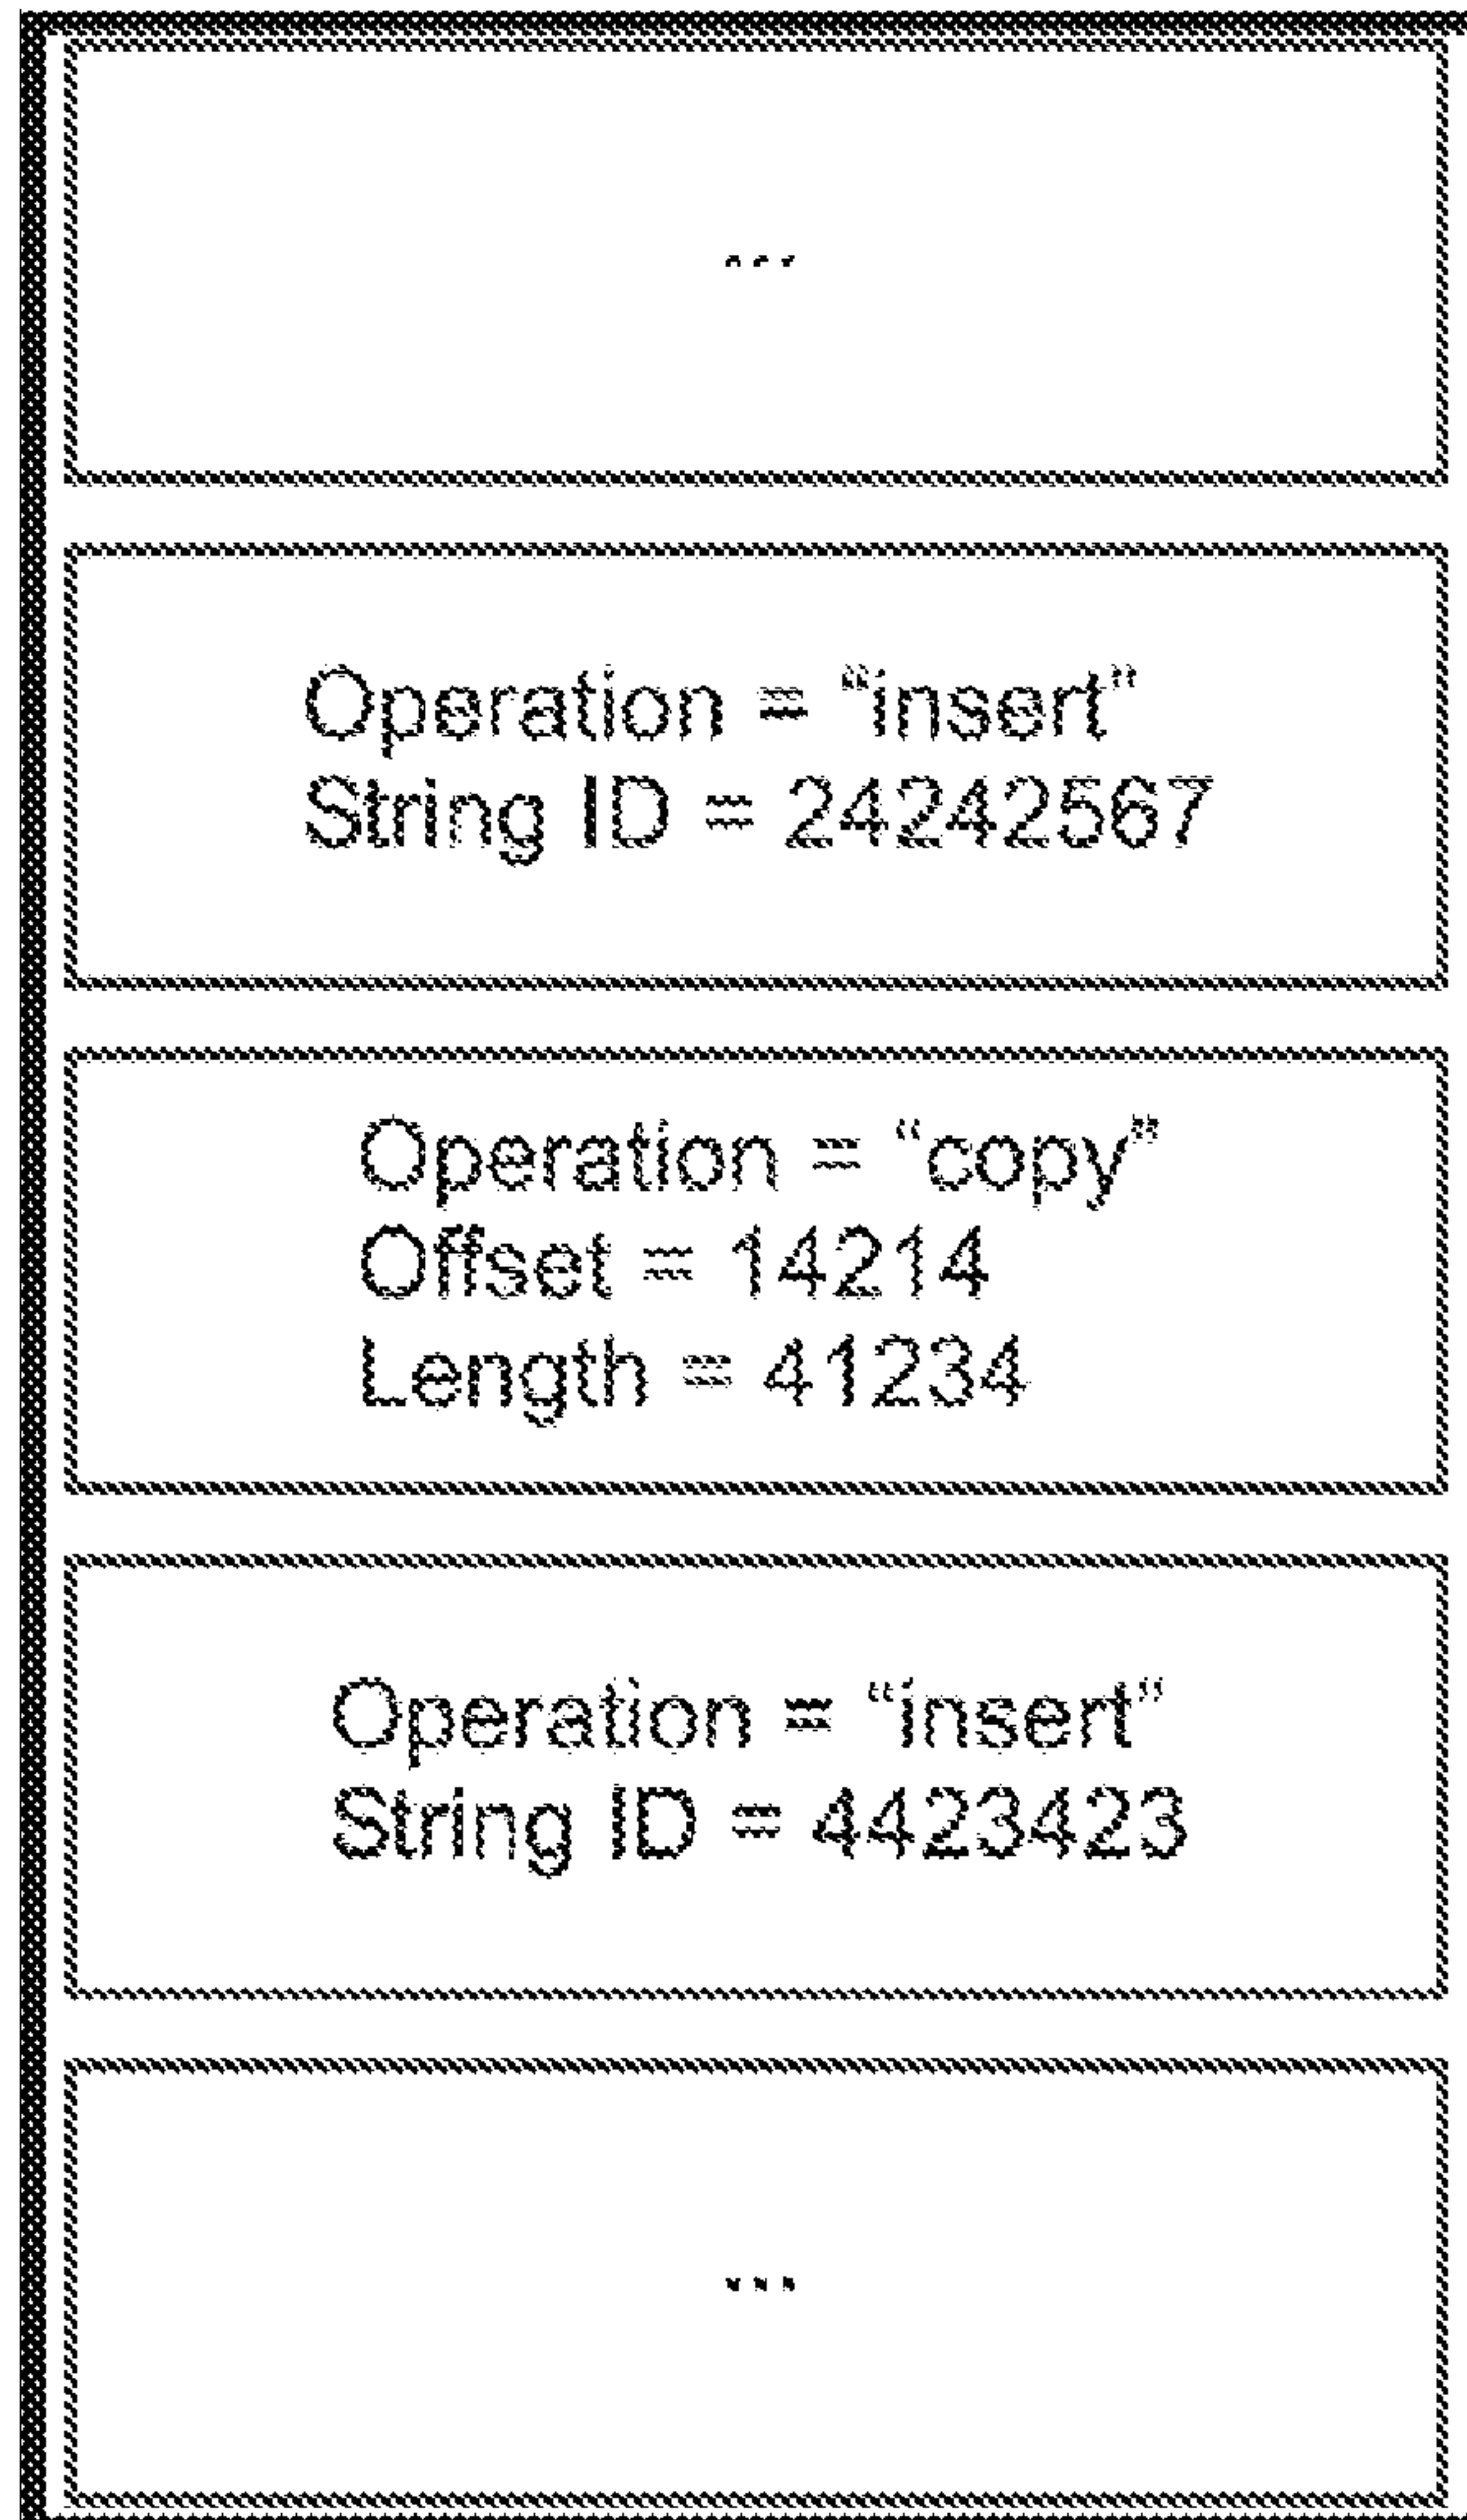 ...
Operation = “insert”
String ID = 24242567
Operation = “copy”
Offset = 14214
Length = 41234
Operation = “insert”
String ID = 4423423
...